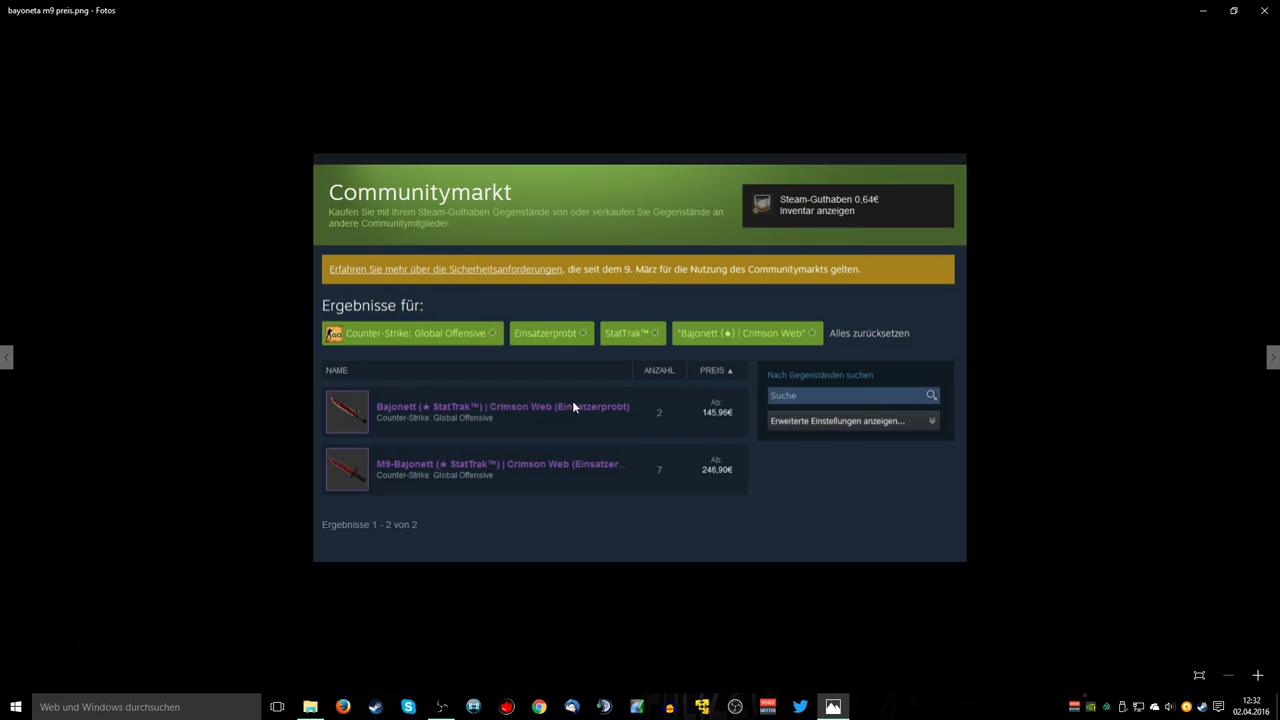 bayoneta m9 preis.png - Fotos
Communitymarkt
Kaufen Sie mit Ihrem Steam-Guthaben Gegenstände von oder verkaufen Sie Gegenstände an
andere Communitymitglieder
Steam-Guthaben 0,64€
Inventar anzeigen
Erfahren Sie mehr über die Sicherheitsanforderungen, die seit dem 9. März für die Nutzung des Communitymarkts gelten.
Ergebnisse für:
Counter-Strike: Global Offensive
Einsatzerprobt
StatTrak™
"Bajonett (★) | Crimson Web"
Alles zurücksetzen
NAME ANZAHL PREIS ▲
Bajonett (★ StatTrak™) | Crimson Web (Einsatzerprobt)
Counter-Strike: Global Offensive
2
Ab:
145,96€
M9-Bajonett (★ StatTrak™) | Crimson Web (Einsatzer...
Counter-Strike: Global Offensive
7
Ab:
246,90€
Ergebnisse 1 - 2 von 2
Nach Gegenständen suchen
Suche
Erweiterte Einstellungen anzeigen...
Web und Windows durchsuchen
12:32
02.04.2016